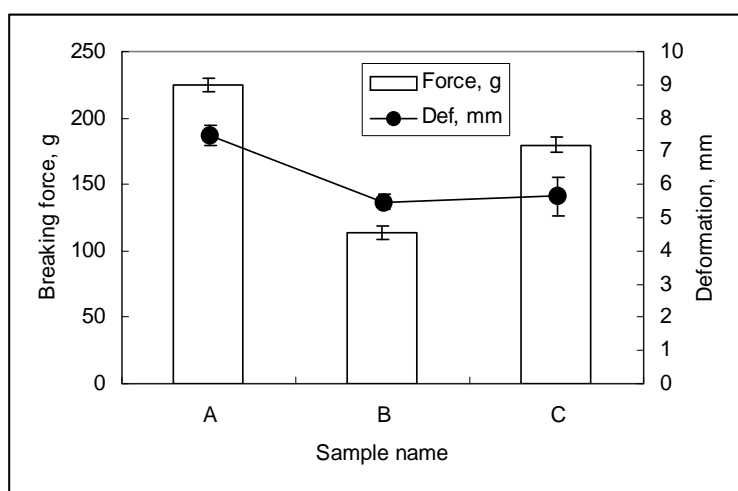 Force, g
Def, mm
Breaking force, g
250
200
150
100
50
0
Deformation, mm
10
9
8
7
6
5
4
3
2
1
0
A B C
Sample name